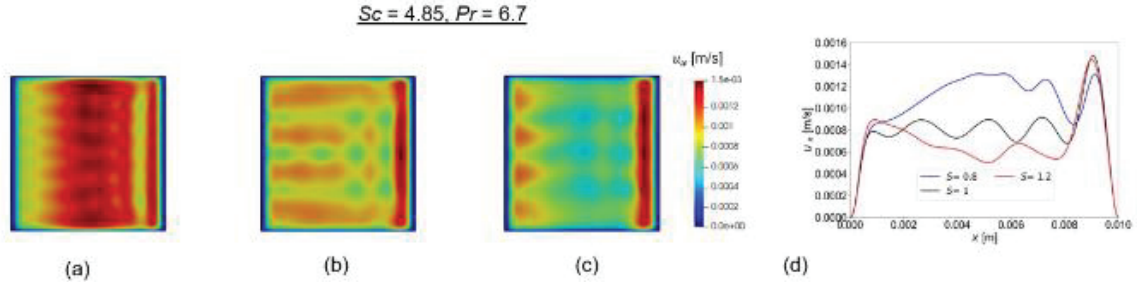 Sc = 4.85, Pr = 6.7
u_av [m/s]
1.5e-03
0.0012
0.001
0.0008
0.0006
0.0004
0.0002
0.0e+00
0.0016
0.0014
0.0012
0.0010
0.0008
0.0006
0.0004
0.0002
0.0000
[m/s]
S= 0.8
S= 1.2
S= 1
0.000
0.002
0.004
0.006
0.008
0.010
x [m]
(a)
(b)
(c)
(d)